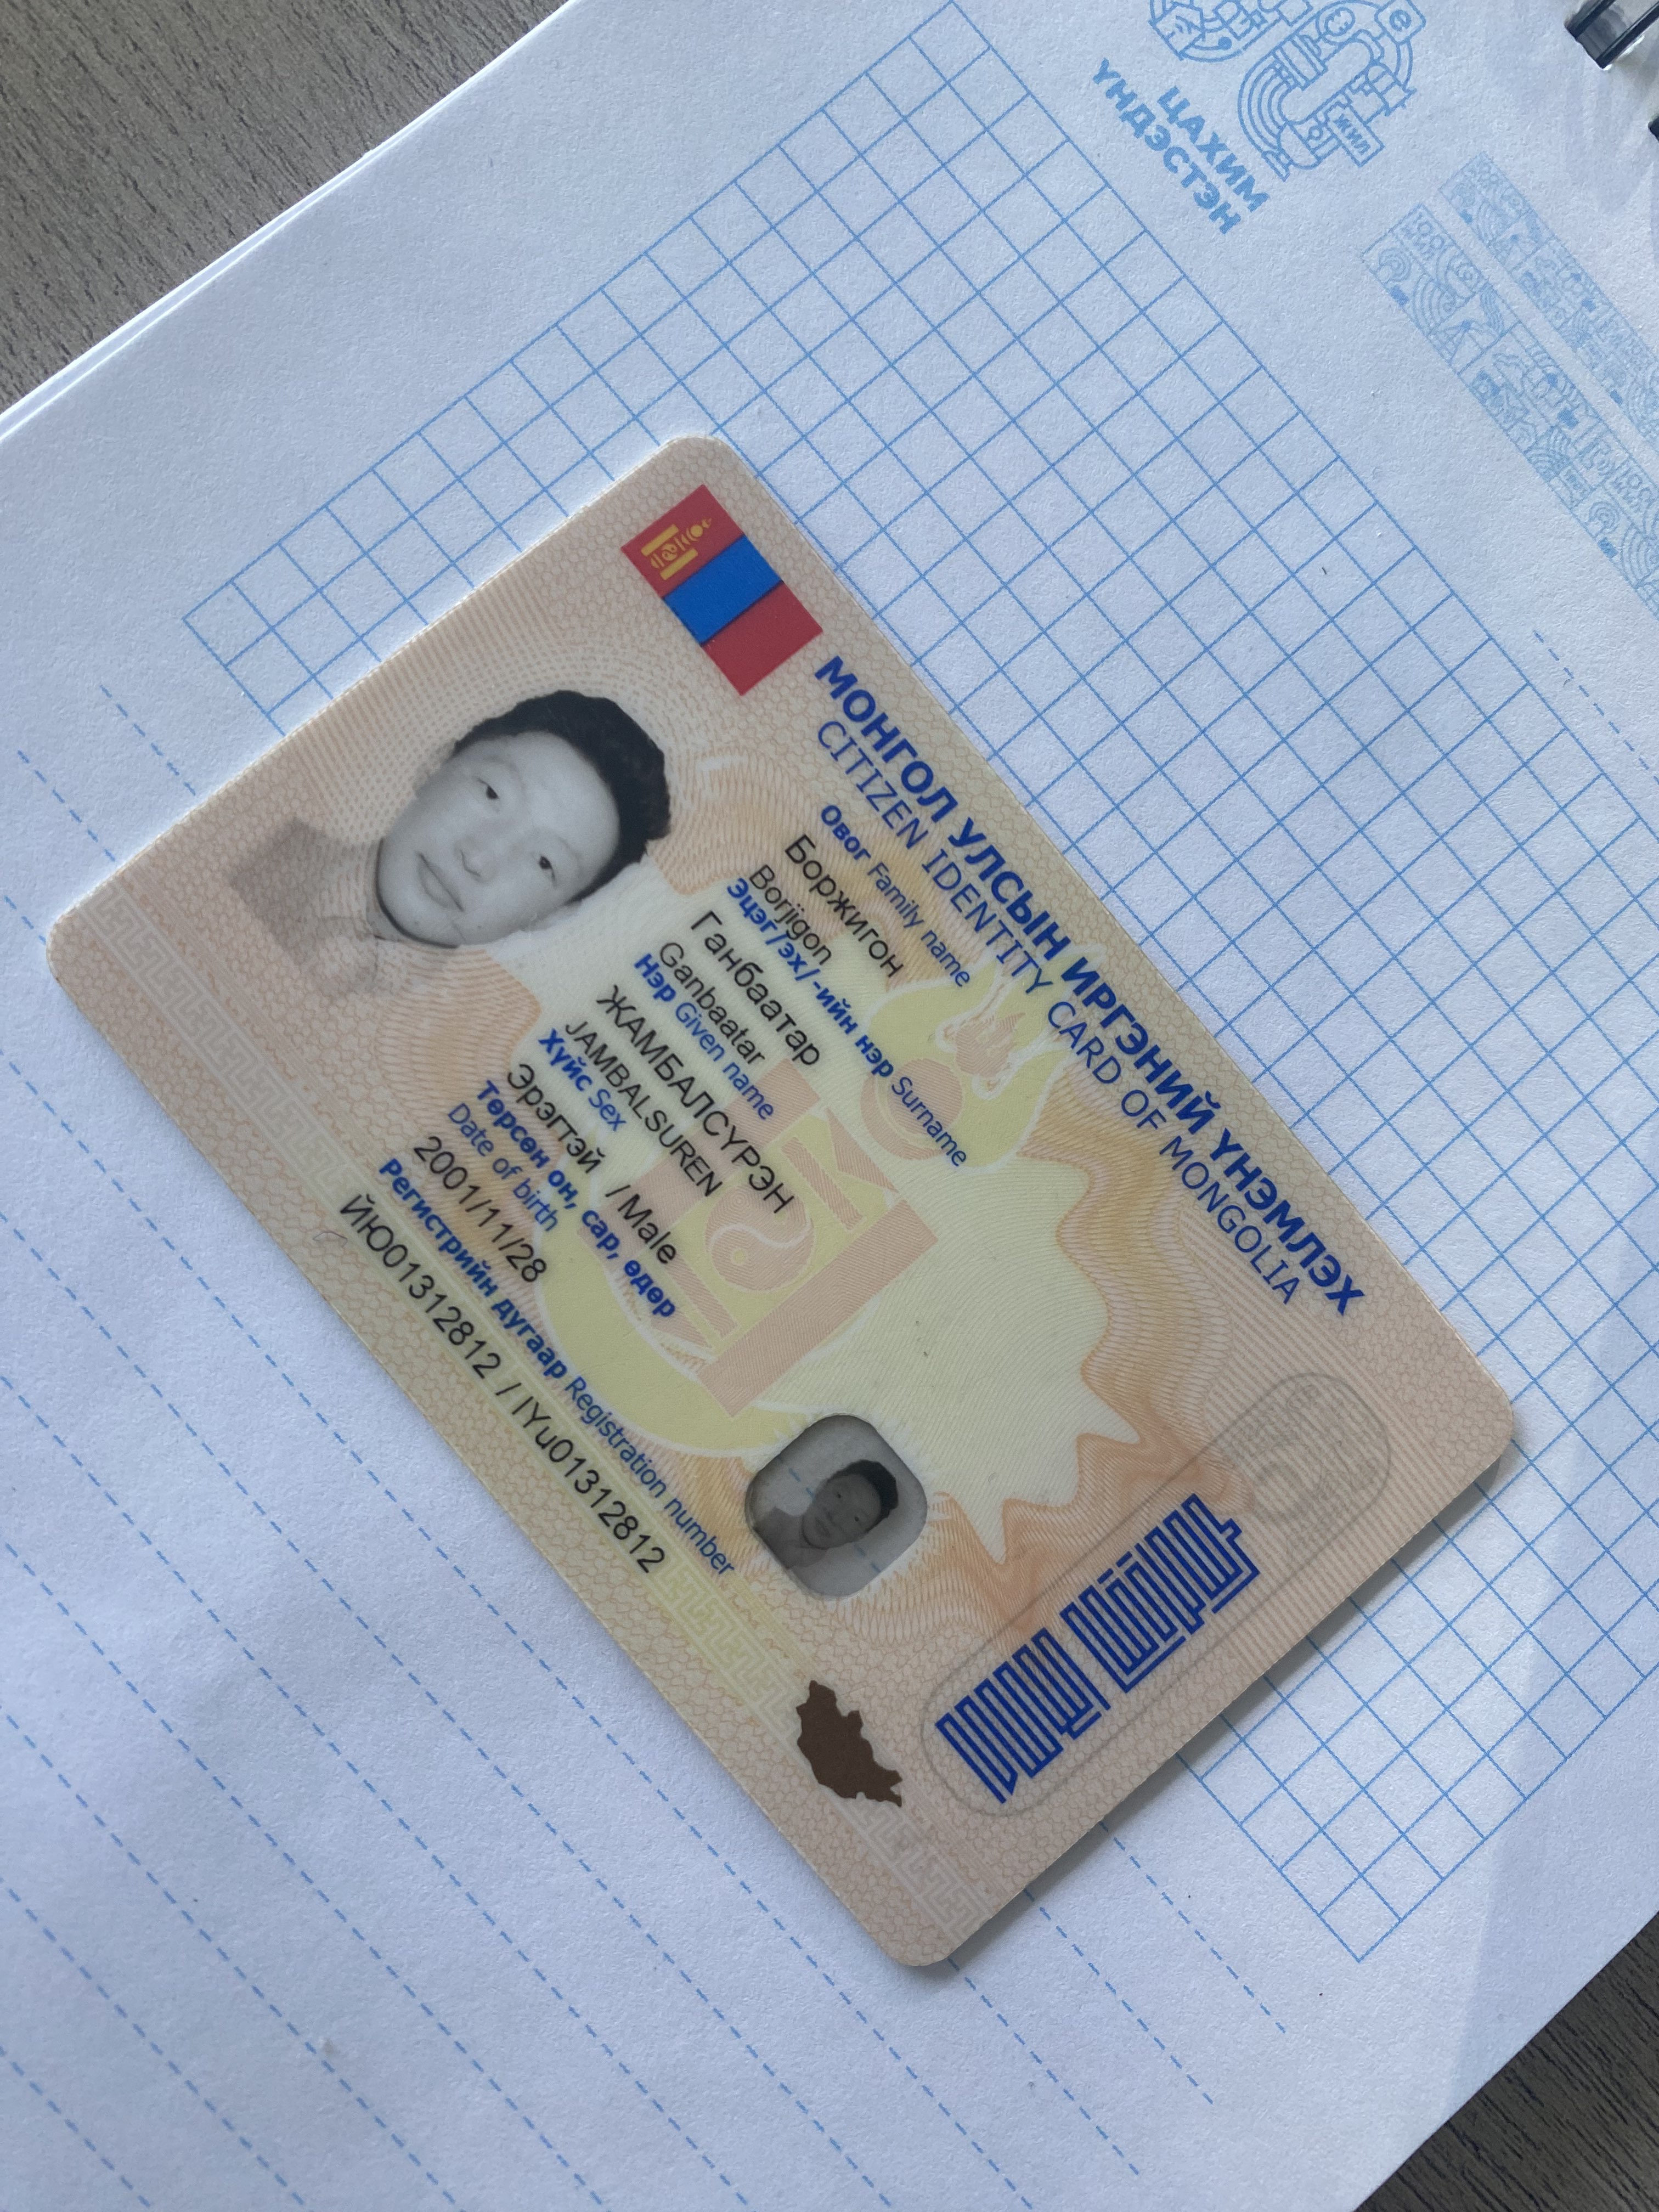 ЦАХИМ
ҮНДЭСТЭН
МОНГОЛ УЛСЫН ИРГЭНИЙ ҮНЭМЛЭХ
CITIZEN IDENTITY CARD OF MONGOLIA
Овог Family name
Боржигон
Borjigon
Эцэг/эх/-ийн нэр Surname
Ганбаатар
Ganbaatar
Нэр Given name
ЖАМБАЛСҮРЭН
JAMBALSUREN
Хүйс Sex
Эрэгтэй / Male
Төрсөн он, сар, өдөр
Date of birth
2001/11/28
Регистрийн дугаар Registration number
ЙЮ01312812 / IYu01312812